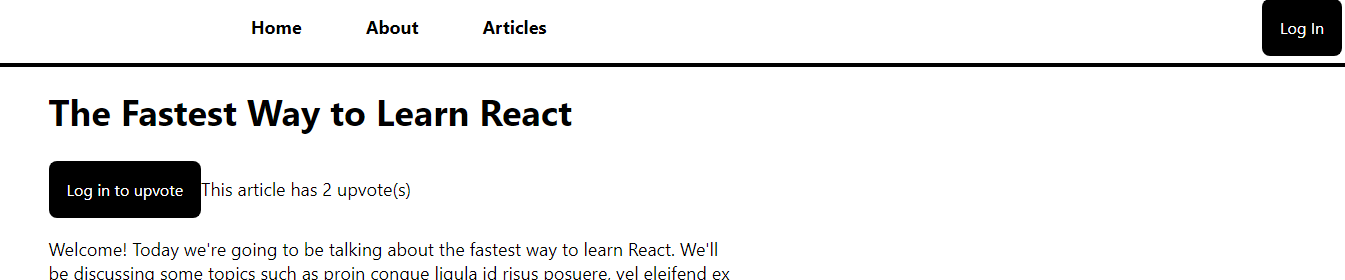 Home About Articles Log In
The Fastest Way to Learn React
Log in to upvote This article has 2 upvote(s)
Welcome! Today we're going to be talking about the fastest way to learn React. We'll
be discussing some topics such as proin congue ligula id risus posuere, vel eleifend ex